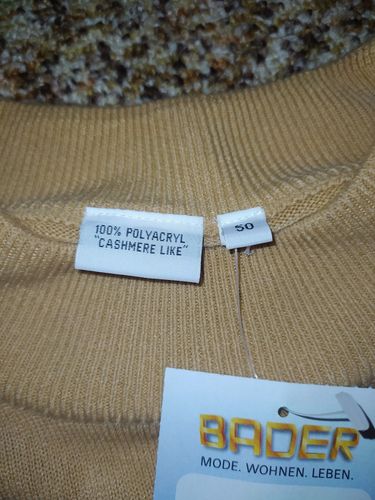 100% POLYACRYL
"CASHMERE LIKE"
50
BADER
MODE. WOHNEN. LEBEN.